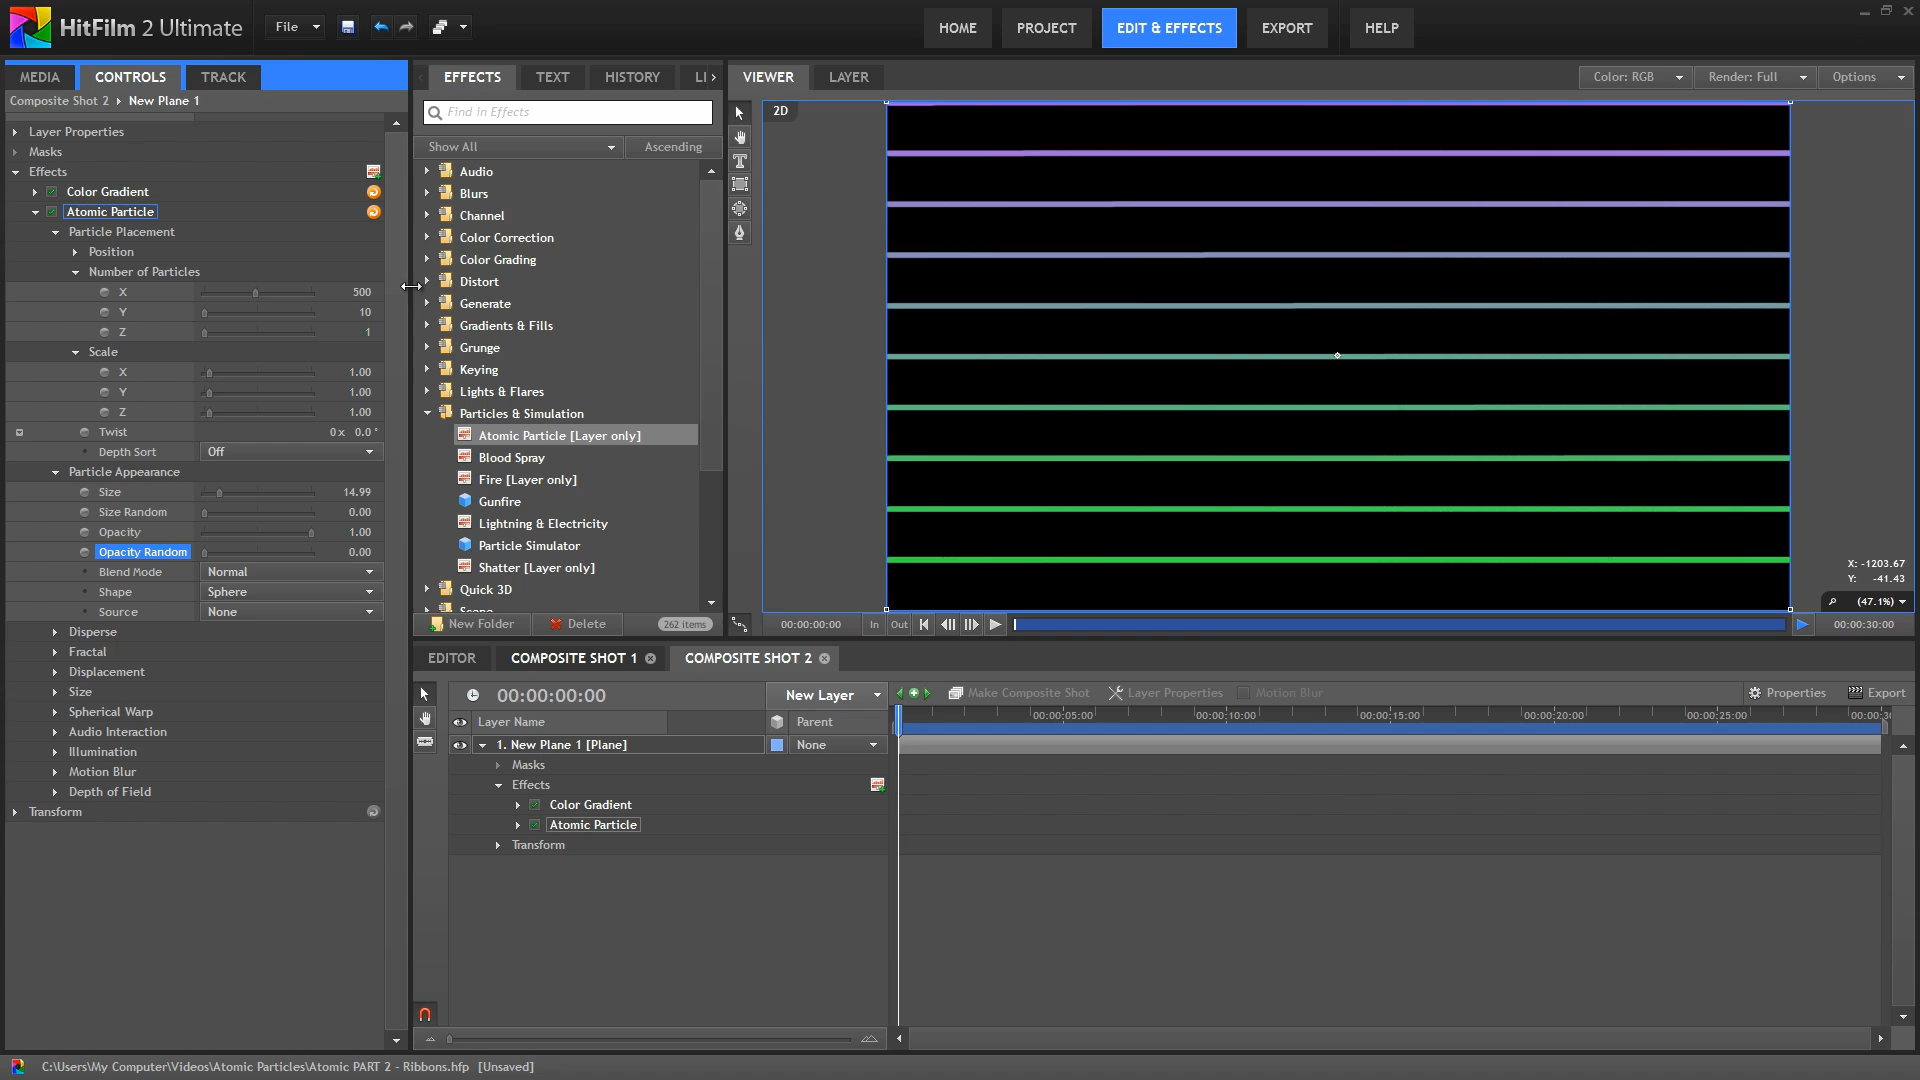 HitFilm 2 Ultimate
File
HOME
PROJECT
EDIT & EFFECTS
EXPORT
HELP
MEDIA
CONTROLS
TRACK
Composite Shot 2 New Plane 1
Layer Properties
Masks
Effects
Color Gradient
Atomic Particle
Particle Placement
Position
Number of Particles
X 500
Y 10
Z 1
Scale
X 1.00
Y 1.00
Z 1.00
Twist 0x 0.0°
Depth Sort Off
Particle Appearance
Size 14.99
Size Random 0.00
Opacity 1.00
Opacity Random 0.00
Blend Mode Normal
Shape Sphere
Source None
Disperse
Fractal
Displacement
Size
Spherical Warp
Audio Interaction
Illumination
Motion Blur
Depth of Field
Transform
EFFECTS
TEXT
HISTORY
LI
Find in Effects
Show All
Ascending
Audio
Blurs
Channel
Color Correction
Color Grading
Distort
Generate
Gradients & Fills
Grunge
Keying
Lights & Flares
Particles & Simulation
Atomic Particle [Layer only]
Blood Spray
Fire [Layer only]
Gunfire
Lightning & Electricity
Particle Simulator
Shatter [Layer only]
Quick 3D
Scope
New Folder
Delete
262 items
VIEWER
LAYER
Color: RGB
Render: Full
Options
2D
X: -1203.67
Y: -41.43
(47.1%)
00:00:00:00
In
Out
00:00:30:00
EDITOR
COMPOSITE SHOT 1
COMPOSITE SHOT 2
00:00:00:00
New Layer
Make Composite Shot
Layer Properties
Motion Blur
Properties
Export
Layer Name
Parent
00:00:05:00
00:00:10:00
00:00:15:00
00:00:20:00
00:00:25:00
00:00:3
1. New Plane 1 [Plane]
None
Masks
Effects
Color Gradient
Atomic Particle
Transform
C:\Users\My Computer\Videos\Atomic Particles\Atomic PART 2 - Ribbons.hfp [Unsaved]